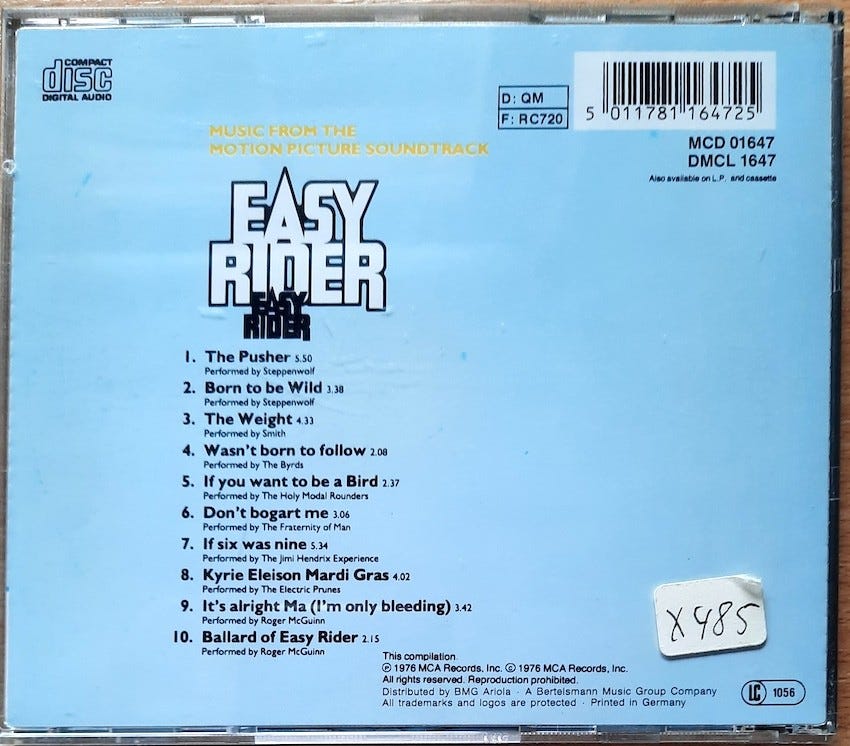 COMPACT
disc
DIGITAL AUDIO
D: QM
F: RC720
5 011781 164725
MCD 01647
DMCL 1647
Also available on L.P. and cassette
MUSIC FROM THE
MOTION PICTURE SOUNDTRACK
EASY
RIDER
EASY
RIDER
1. The Pusher 5.50
Performed by Steppenwolf
2. Born to be Wild 3.38
Performed by Steppenwolf
3. The Weight 4.33
Performed by Smith
4. Wasn't born to follow 2.08
Performed by The Byrds
5. If you want to be a Bird 2.37
Performed by The Holy Modal Rounders
6. Don't bogart me 3.06
Performed by The Fraternity of Man
7. If six was nine 5.34
Performed by The Jimi Hendrix Experience
8. Kyrie Eleison Mardi Gras 4.02
Performed by The Electric Prunes
9. It's alright Ma (I'm only bleeding) 3.42
Performed by Roger McGuinn
10. Ballard of Easy Rider 2.15
Performed by Roger McGuinn
X485
This compilation
℗ 1976 MCA Records, Inc. © 1976 MCA Records, Inc.
All rights reserved. Reproduction prohibited.
Distributed by BMG Ariola · A Bertelsmann Music Group Company
All trademarks and logos are protected · Printed in Germany
LC 1056